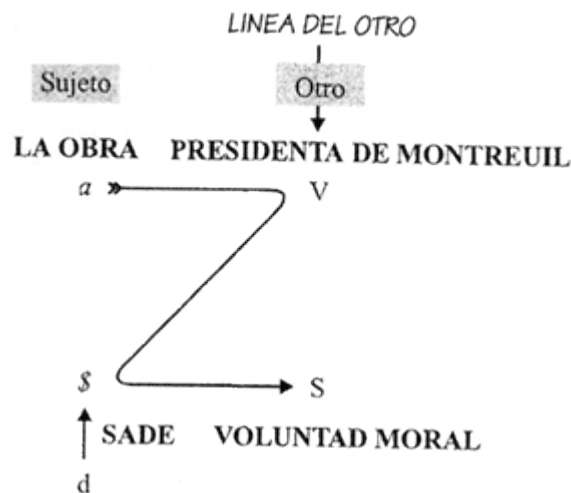 LINEA DEL OTRO
Sujeto Otro
LA OBRA PRESIDENTA DE MONTREUIL
a V
$ S
SADE VOLUNTAD MORAL
d